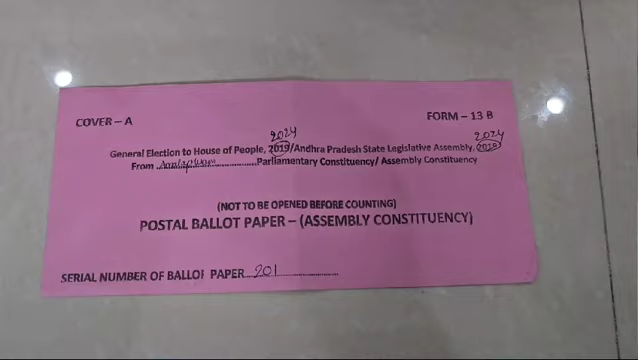 COVER – A
FORM – 13 B
2024
2024
General Election to House of People, 2019/Andhra Pradesh State Legislative Assembly, 2019
From ....................Parliamentary Constituency/ Assembly Constituency
(NOT TO BE OPENED BEFORE COUNTING)
POSTAL BALLOT PAPER – (ASSEMBLY CONSTITUENCY)
SERIAL NUMBER OF BALLOT PAPER...201....................